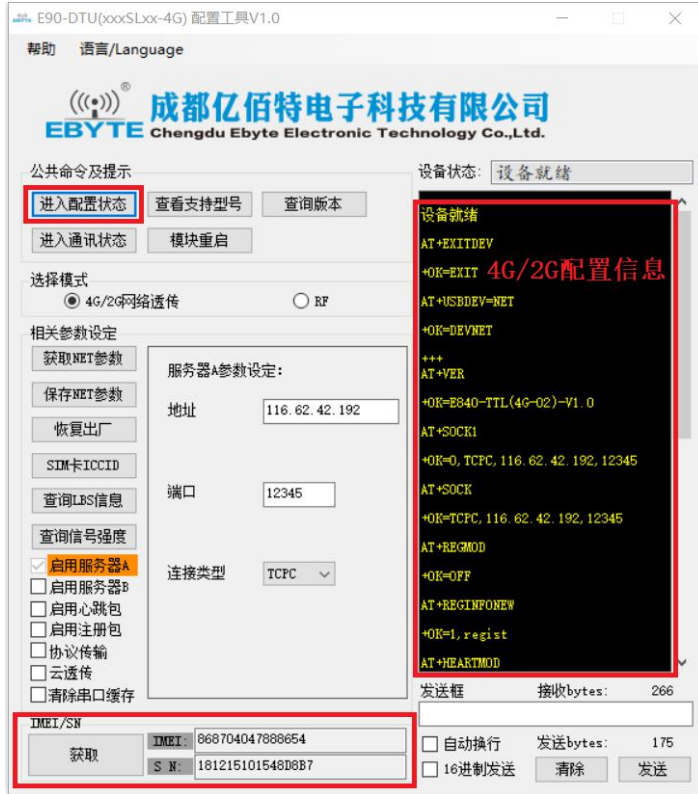 E90-DTU(xxxSLxx-4G) 配置工具V1.0
帮助 语言/Language
EBYTE
®
成都亿佰特电子科技有限公司
Chengdu Ebyte Electronic Technology Co.,Ltd.
公共命令及提示
进入配置状态 查看支持型号 查询版本
进入通讯状态 模块重启
选择模式
4G/2G网络透传 RF
相关参数设定
获取NET参数
保存NET参数
恢复出厂
SIM卡ICCID
查询LBS信息
查询信号强度
启用服务器A
启用服务器B
启用心跳包
启用注册包
协议传输
云透传
清除串口缓存
服务器A参数设定:
地址 116.62.42.192
端口 12345
连接类型 TCPC
IMEI/SN
获取
IMEI: 868704047888654
S N: 181215101548D8B7
设备状态: 设备就绪
设备就绪
AT+EXITDEV
+OK=EXIT
4G/2G配置信息
AT+USBDEV=NET
+OK=DEVNET
+++
AT+VER
+OK=E840-TTL(4G-02)-V1.0
AT+SOCK1
+OK=0,TCPC,116.62.42.192,12345
AT+SOCK
+OK=TCPC,116.62.42.192,12345
AT+REGMOD
+OK=OFF
AT+REGINFONEW
+OK=1,regist
AT+HEARTMOD
发送框 接收bytes: 266
自动换行 发送bytes: 175
16进制发送 清除 发送